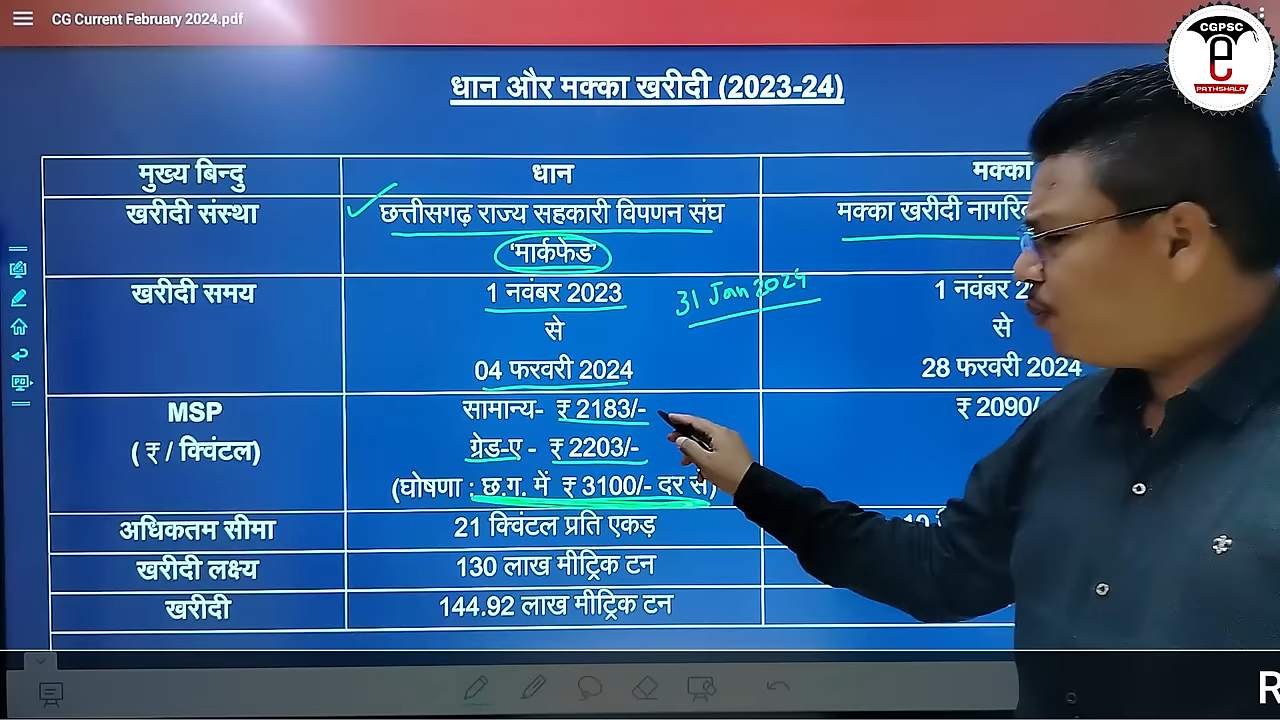 CG Current February 2024.pdf
CGPSC
e
PATHSHALA
धान और मक्का खरीदी (2023-24)
मुख्य बिन्दु धान मक्का
खरीदी संस्था छत्तीसगढ़ राज्य सहकारी विपणन संघ मक्का खरीदी
'मार्कफेड'
खरीदी समय 1 नवंबर 2023 31 Jan 2024 1 नवंबर
से से
04 फरवरी 2024 28 फरवरी 2024
MSP सामान्य- ₹ 2183/- ₹ 2090/-
( ₹ / क्विंटल) ग्रेड-ए - ₹ 2203/-
(घोषणा : छ.ग. में ₹ 3100/- दर से)
अधिकतम सीमा 21 क्विंटल प्रति एकड़
खरीदी लक्ष्य 130 लाख मीट्रिक टन
खरीदी 144.92 लाख मीट्रिक टन